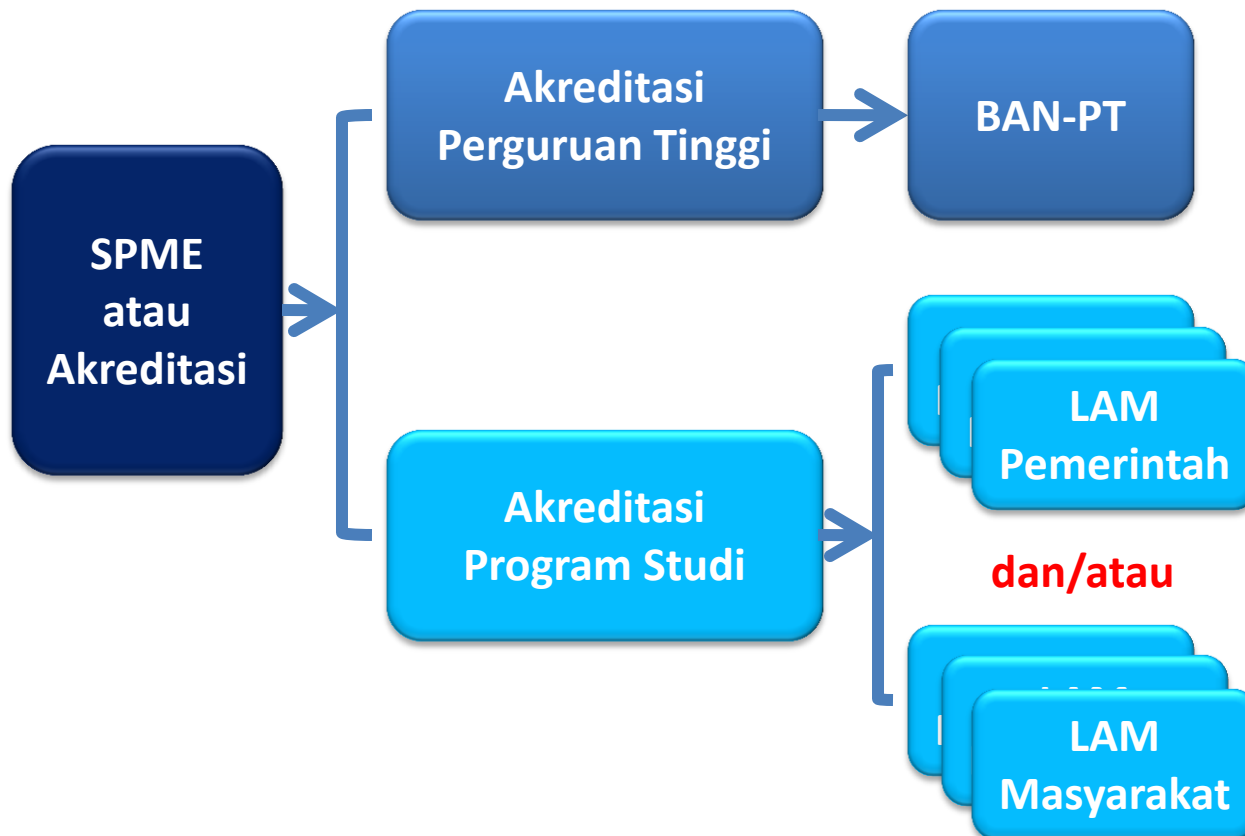 SPME
atau
Akreditasi
Akreditasi
Perguruan Tinggi
BAN-PT
Akreditasi
Program Studi
LAM
Pemerintah
dan/atau
LAM
Masyarakat